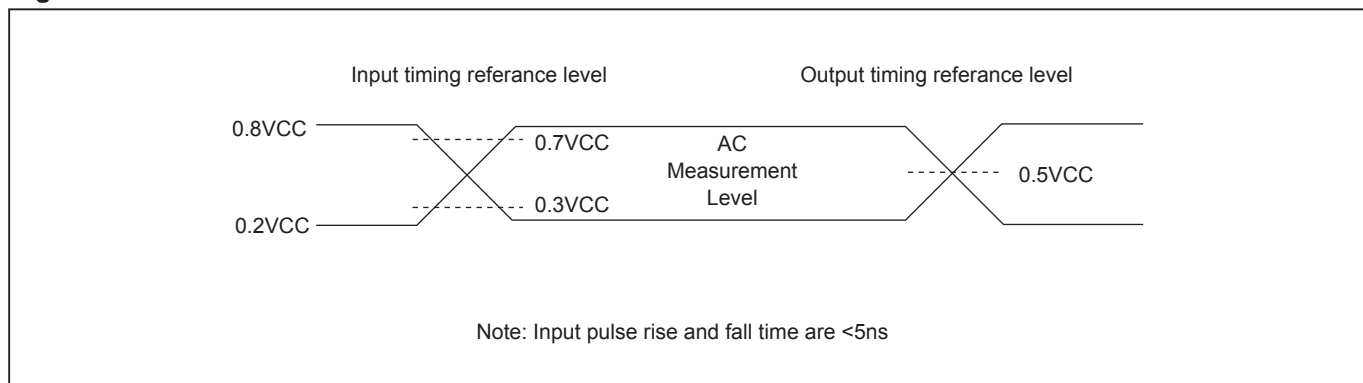 Input timing referance level
Output timing referance level
0.8VCC
0.7VCC
AC
Measurement
Level
0.5VCC
0.3VCC
0.2VCC
Note: Input pulse rise and fall time are <5ns